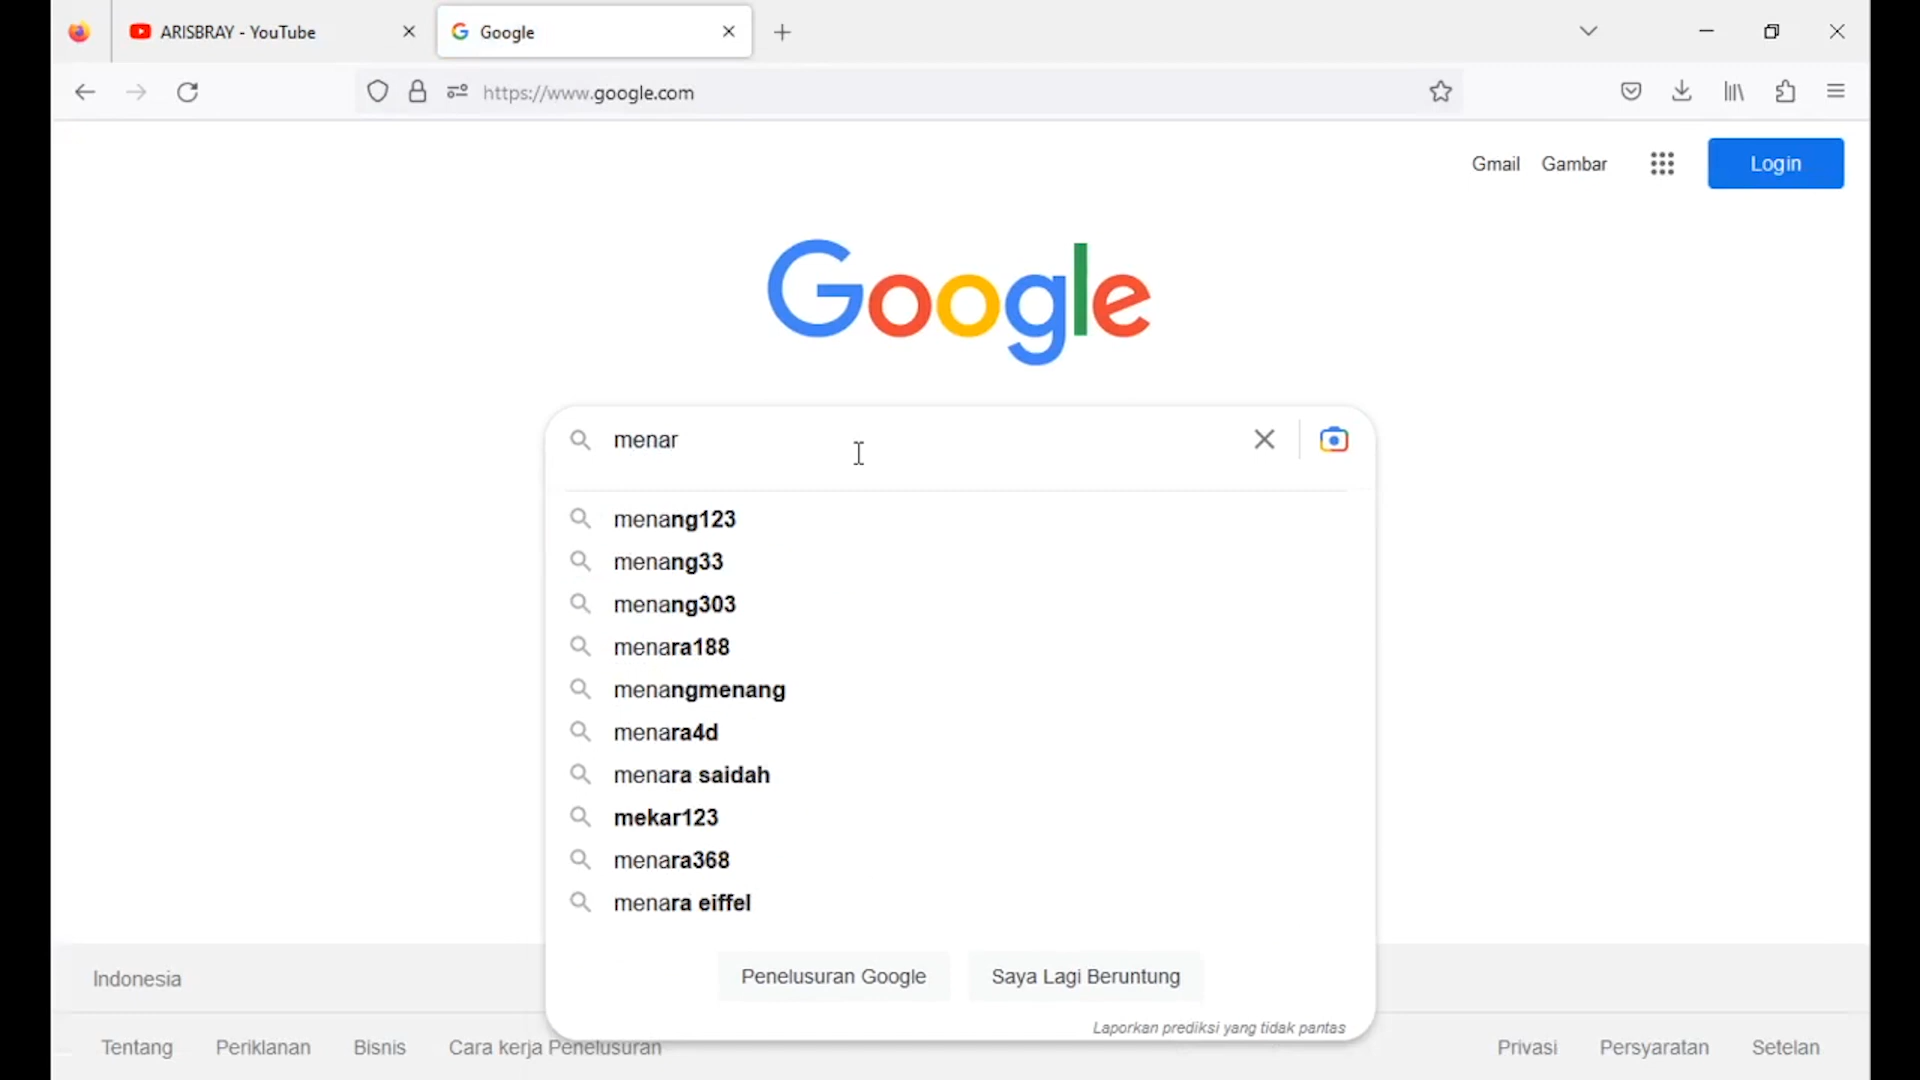 ARISBRAY - YouTube
Google
https://www.google.com
Gmail Gambar Login
Google
menar
menang123
menang33
menang303
menara188
menangmenang
menara4d
menara saidah
mekar123
menara368
menara eiffel
Penelusuran Google Saya Lagi Beruntung
Laporkan prediksi yang tidak pantas
Indonesia
Tentang Periklanan Bisnis Cara kerja Penelusuran Privasi Persyaratan Setelan